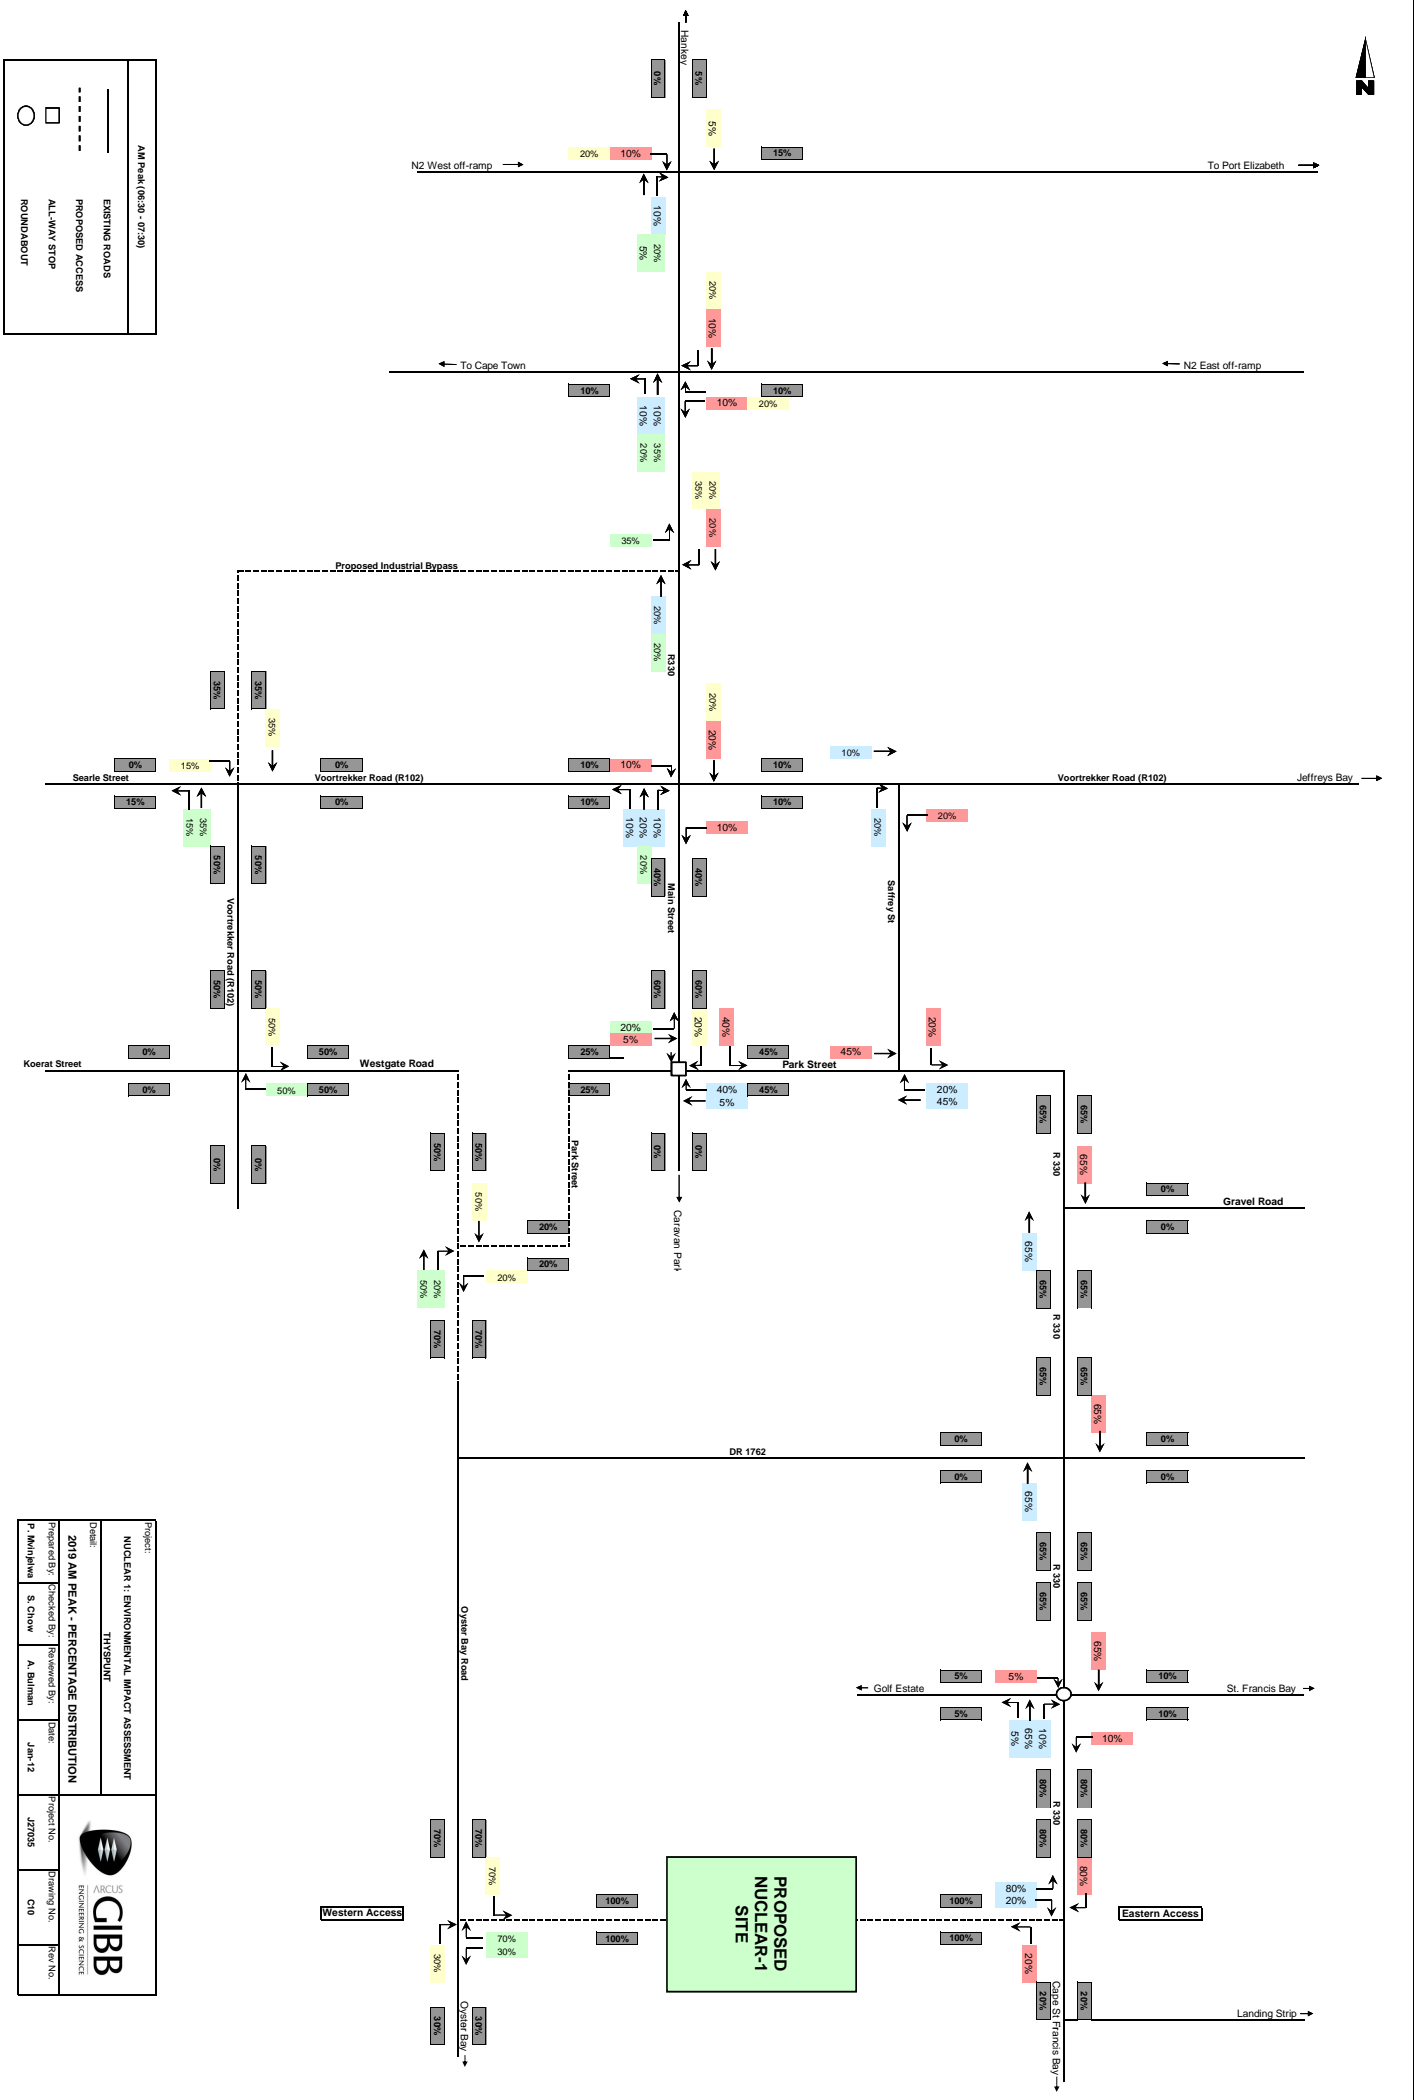 N
Hankey
0%
5%
5%
20%
10%
15%
N2 West off-ramp
To Port Elizabeth
10%
5%
20%
20%
10%
To Cape Town
N2 East off-ramp
10%
10%
10%
20%
10%
10%
20%
35%
35%
20%
20%
35%
Proposed Industrial Bypass
20%
20%
R330
35%
35%
35%
20%
20%
10%
0%
15%
0%
10%
10%
10%
Searle Street
Voortrekker Road (R102)
Voortrekker Road (R102)
Jeffreys Bay
15%
0%
10%
10%
15%
35%
10%
20%
10%
20%
10%
20%
20%
50%
50%
40%
40%
Main Street
Saffrey St
Voortrekker Road (R102)
50%
50%
60%
60%
50%
20%
5%
20%
40%
20%
0%
50%
25%
45%
45%
Koerat Street
Westgate Road
Park Street
0%
50%
50%
25%
40%
5%
45%
20%
45%
65%
65%
0%
0%
50%
50%
Park Street
0%
0%
R 330
65%
0%
Gravel Road
0%
50%
20%
20%
20%
Caravan Park
65%
50%
20%
65%
65%
70%
70%
R 330
65%
65%
65%
0%
0%
DR 1762
0%
0%
65%
65%
65%
R 330
65%
65%
65%
5%
5%
10%
Golf Estate
St. Francis Bay
5%
10%
5%
65%
10%
10%
Oyster Bay Road
80%
80%
R 330
80%
80%
70%
70%
70%
80%
80%
20%
100%
100%
Western Access
Eastern Access
PROPOSED
NUCLEAR-1
SITE
70%
30%
100%
100%
30%
20%
30%
30%
Oyster Bay
20%
20%
Cape St Francis Bay
Landing Strip
AM Peak (06:30 - 07:30)
EXISTING ROADS
PROPOSED ACCESS
ALL-WAY STOP
ROUNDABOUT
Project:
NUCLEAR 1: ENVIRONMENTAL IMPACT ASSESSMENT
THYSPUNT
Detail:
2019 AM PEAK - PERCENTAGE DISTRIBUTION
Prepared By:
Checked By:
Reviewed By:
Date:
Project No.
Drawing No.
Rev No.
P. Mvinjelwa
S. Chow
A. Bulman
Jan-12
J27035
C10
ARCUS
GIBB
ENGINEERING & SCIENCE